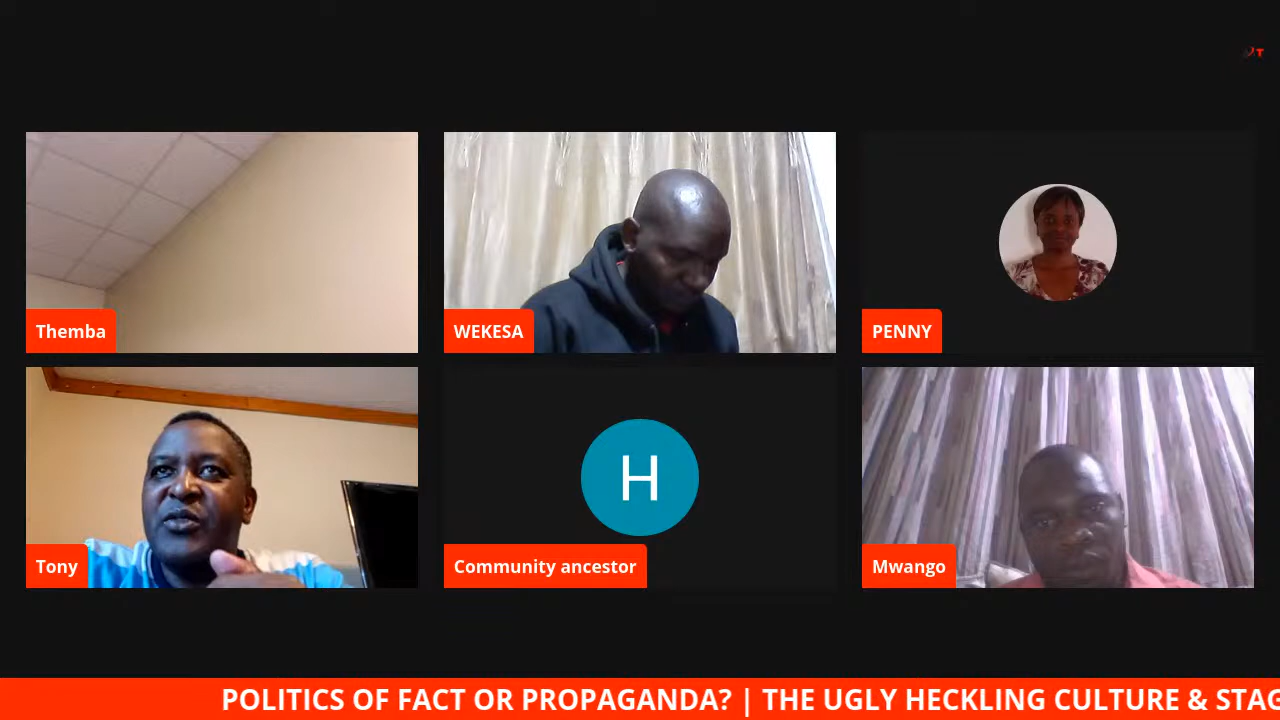 Themba
WEKESA
PENNY
Tony
H
Community ancestor
Mwango
POLITICS OF FACT OR PROPAGANDA? | THE UGLY HECKLING CULTURE &